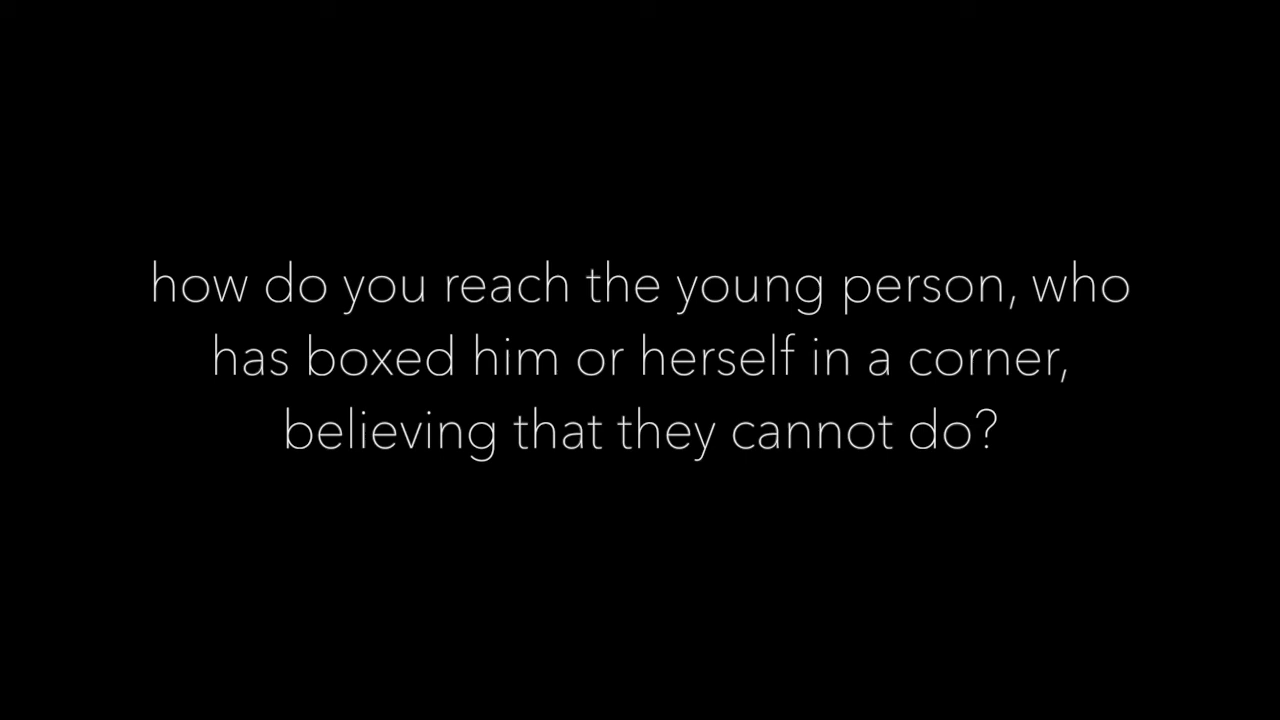 how do you reach the young person, who
has boxed him or herself in a corner,
believing that they cannot do?